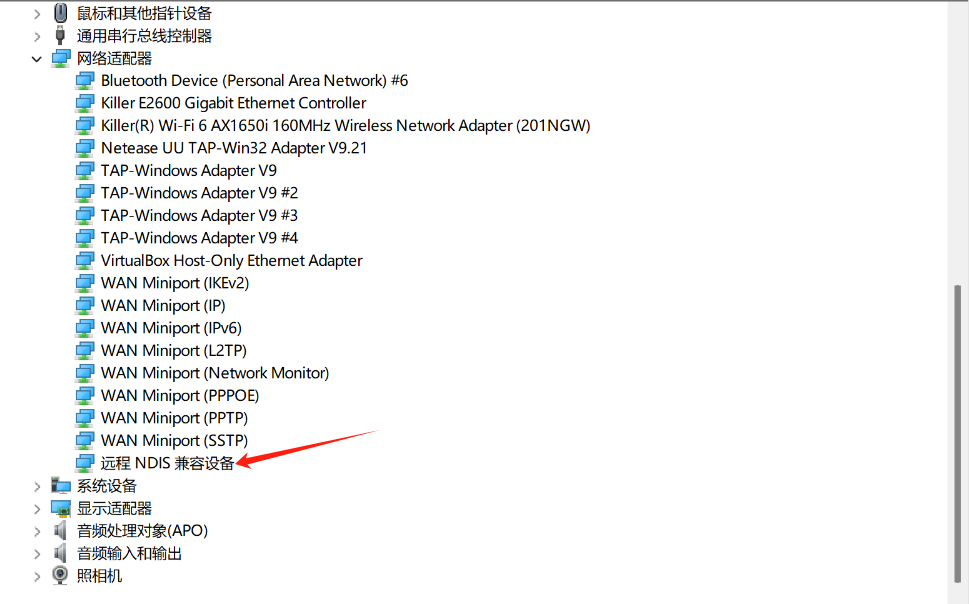 鼠标和其他指针设备
通用串行总线控制器
网络适配器
Bluetooth Device (Personal Area Network) #6
Killer E2600 Gigabit Ethernet Controller
Killer(R) Wi-Fi 6 AX1650i 160MHz Wireless Network Adapter (201NGW)
Netease UU TAP-Win32 Adapter V9.21
TAP-Windows Adapter V9
TAP-Windows Adapter V9 #2
TAP-Windows Adapter V9 #3
TAP-Windows Adapter V9 #4
VirtualBox Host-Only Ethernet Adapter
WAN Miniport (IKEv2)
WAN Miniport (IP)
WAN Miniport (IPv6)
WAN Miniport (L2TP)
WAN Miniport (Network Monitor)
WAN Miniport (PPPOE)
WAN Miniport (PPTP)
WAN Miniport (SSTP)
远程 NDIS 兼容设备
系统设备
显示适配器
音频处理对象(APO)
音频输入和输出
照相机